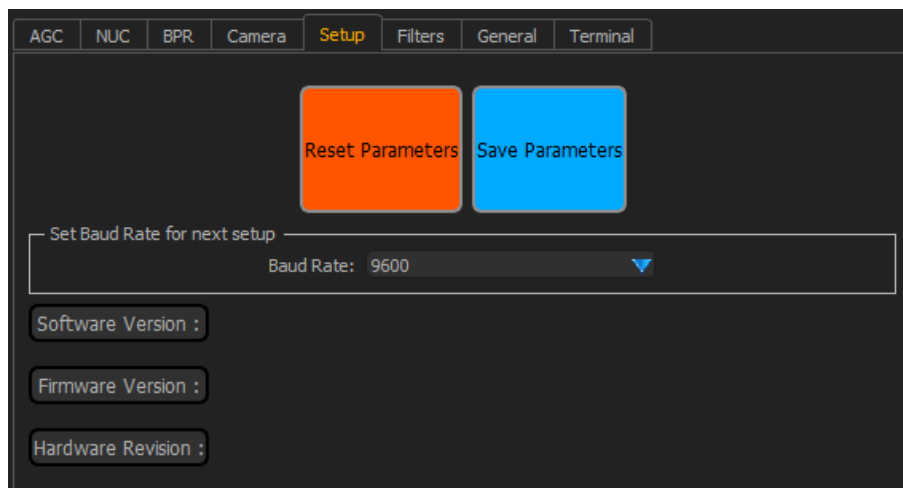 AGC NUC BPR Camera Setup Filters General Terminal
Reset Parameters Save Parameters
Set Baud Rate for next setup
Baud Rate: 9600
Software Version :
Firmware Version :
Hardware Revision :